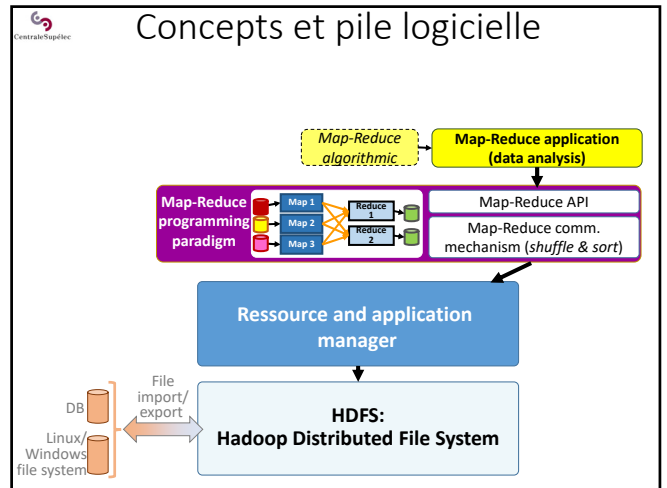 CentraleSupélec
Concepts et pile logicielle
Map-Reduce
algorithmic
Map-Reduce application
(data analysis)
Map-Reduce
programming
paradigm
Map 1
Map 2
Map 3
Reduce
1
Reduce
2
Map-Reduce API
Map-Reduce comm.
mechanism (shuffle & sort)
Ressource and application
manager
DB
Linux/
Windows
file system
File
import/
export
HDFS:
Hadoop Distributed File System